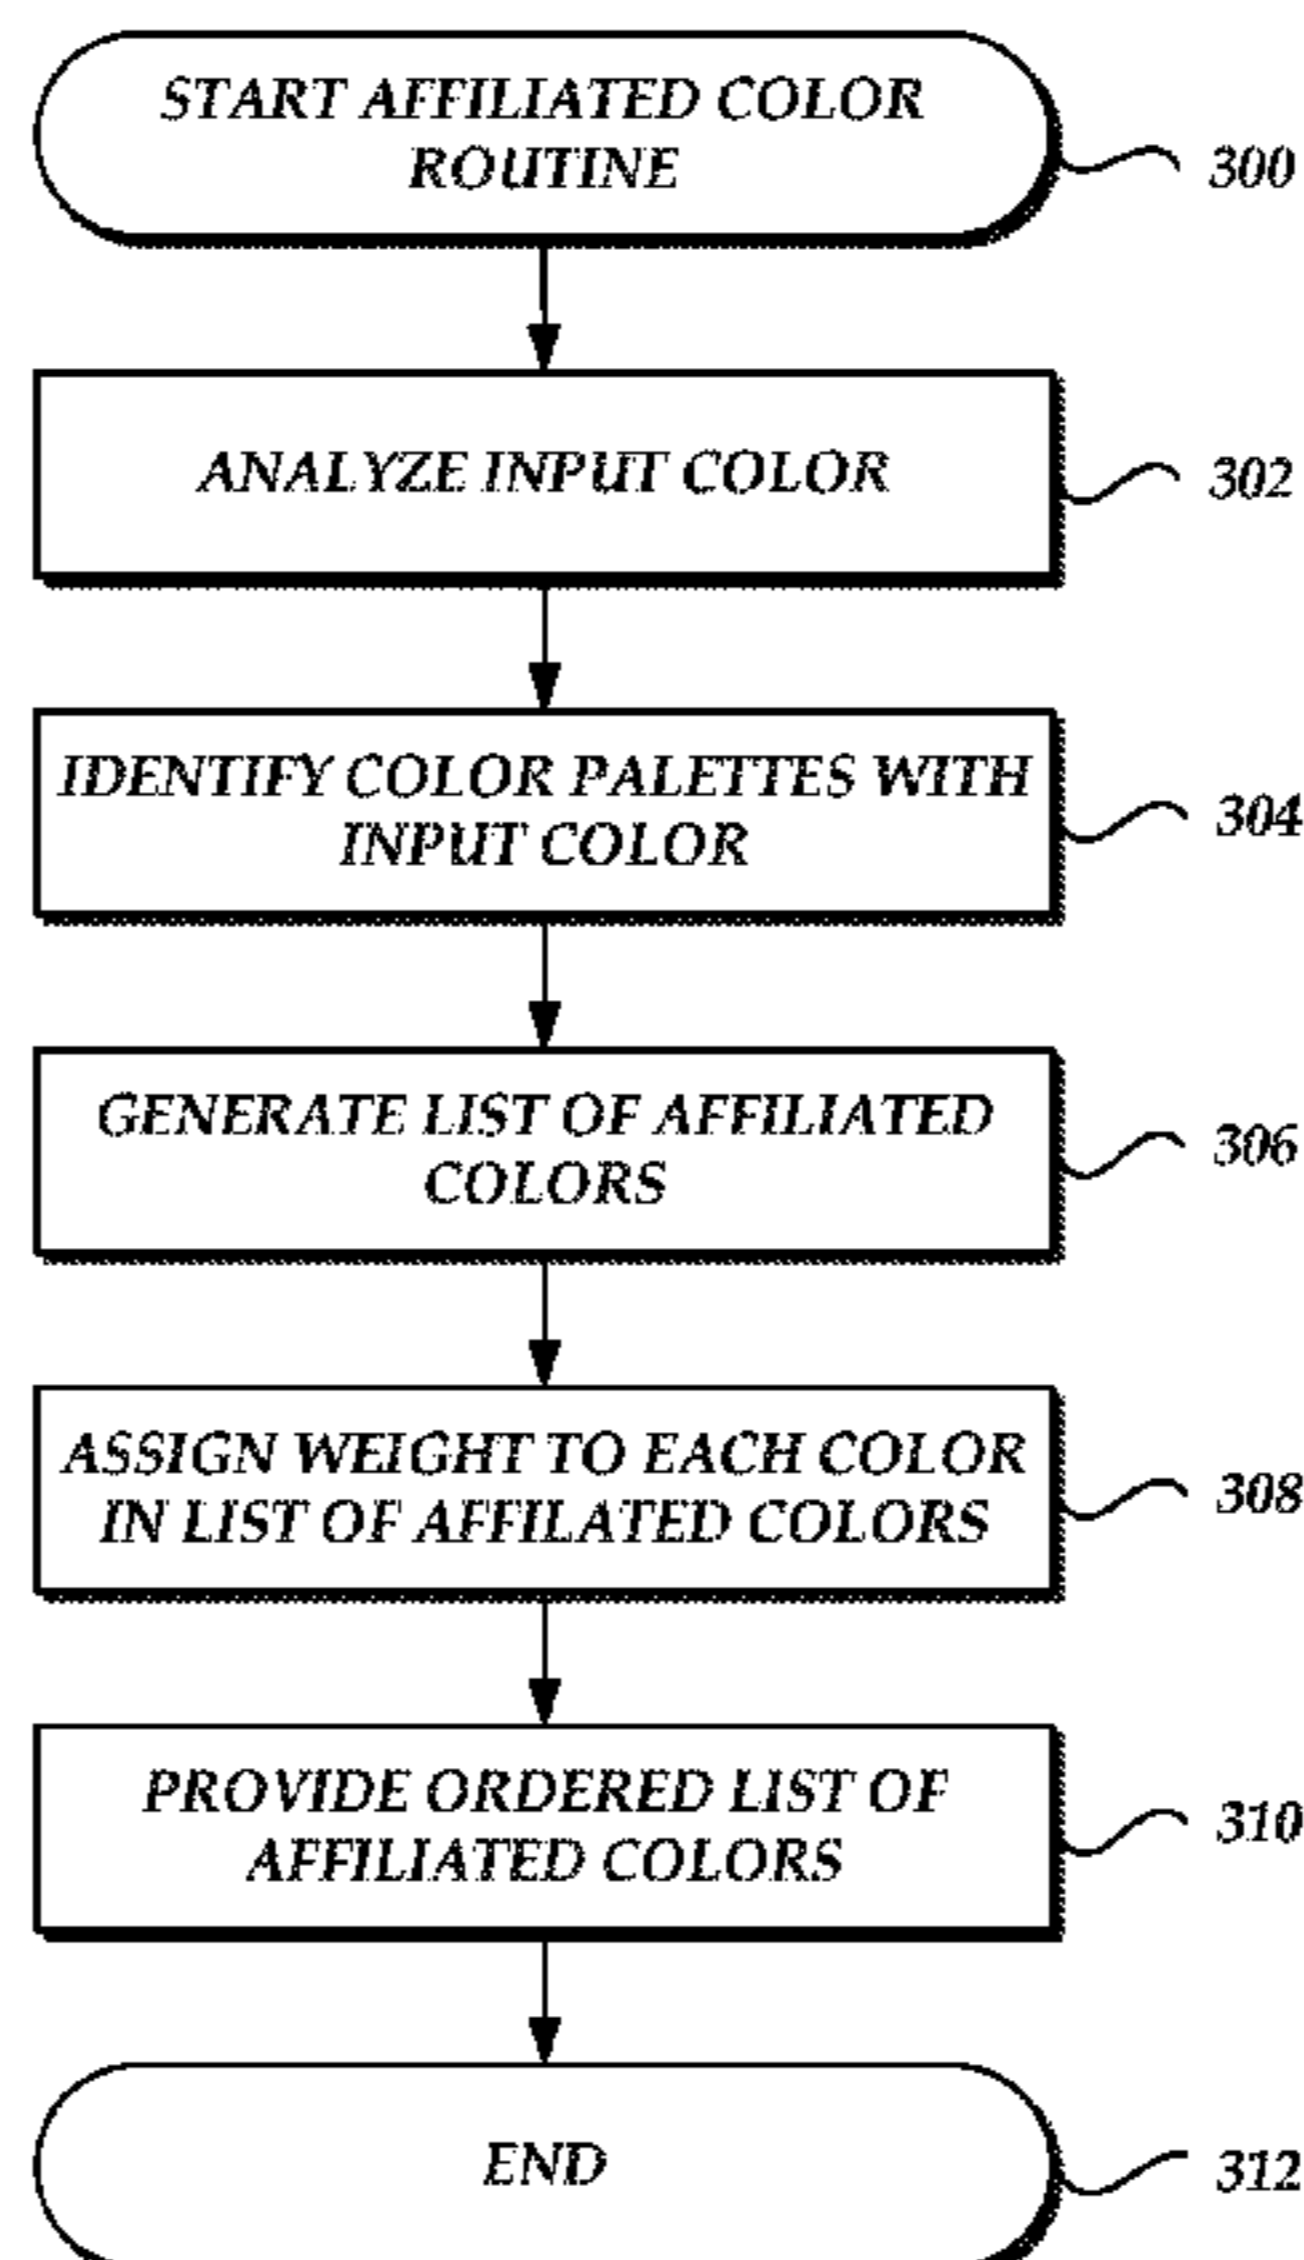 START AFFILIATED COLOR
ROUTINE
300
ANALYZE INPUT COLOR
302
IDENTIFY COLOR PALETTES WITH
INPUT COLOR
304
GENERATE LIST OF AFFILIATED
COLORS
306
ASSIGN WEIGHT TO EACH COLOR
IN LIST OF AFFILATED COLORS
308
PROVIDE ORDERED LIST OF
AFFILIATED COLORS
310
END
312